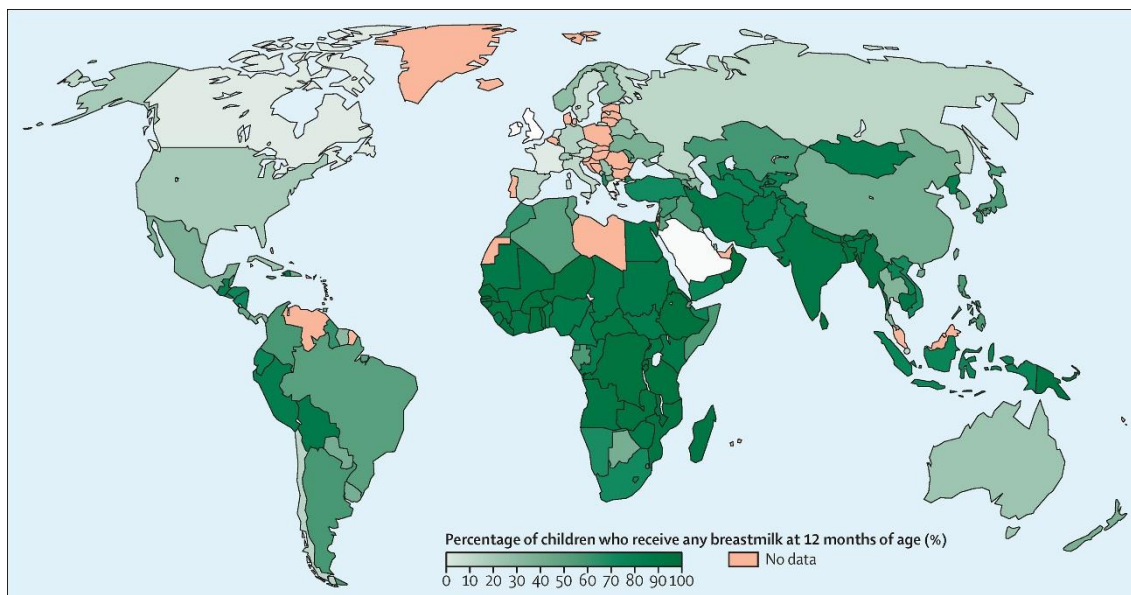 Percentage of children who receive any breastmilk at 12 months of age (%)
No data
0 10 20 30 40 50 60 70 80 90 100